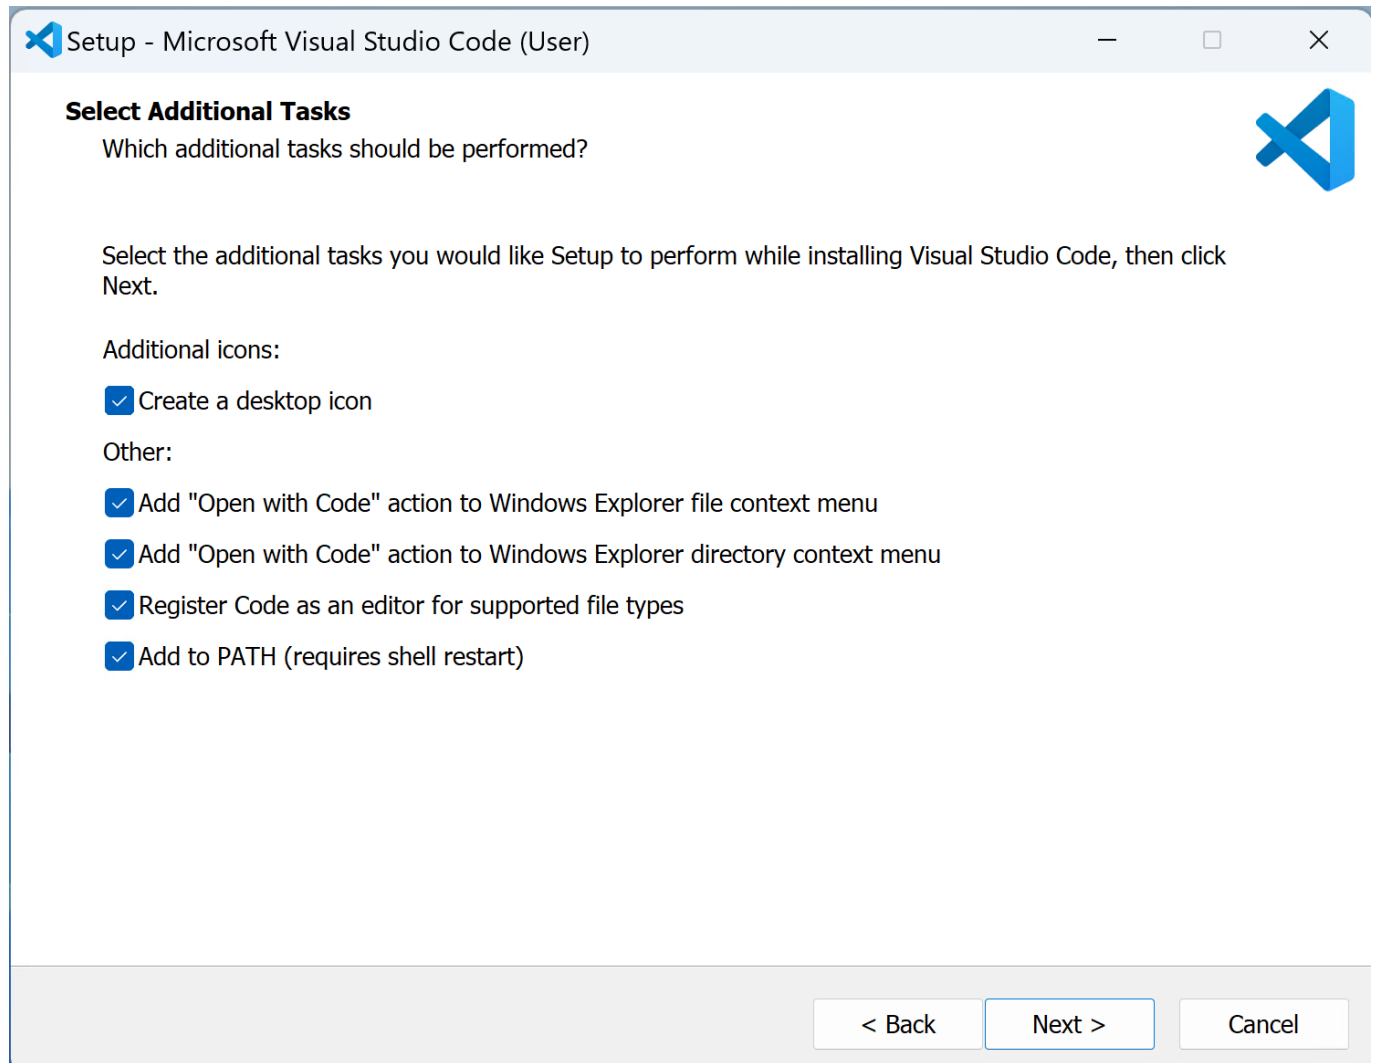 Setup - Microsoft Visual Studio Code (User)
Select Additional Tasks
Which additional tasks should be performed?
Select the additional tasks you would like Setup to perform while installing Visual Studio Code, then click
Next.
Additional icons:
Create a desktop icon
Other:
Add "Open with Code" action to Windows Explorer file context menu
Add "Open with Code" action to Windows Explorer directory context menu
Register Code as an editor for supported file types
Add to PATH (requires shell restart)
< Back Next > Cancel